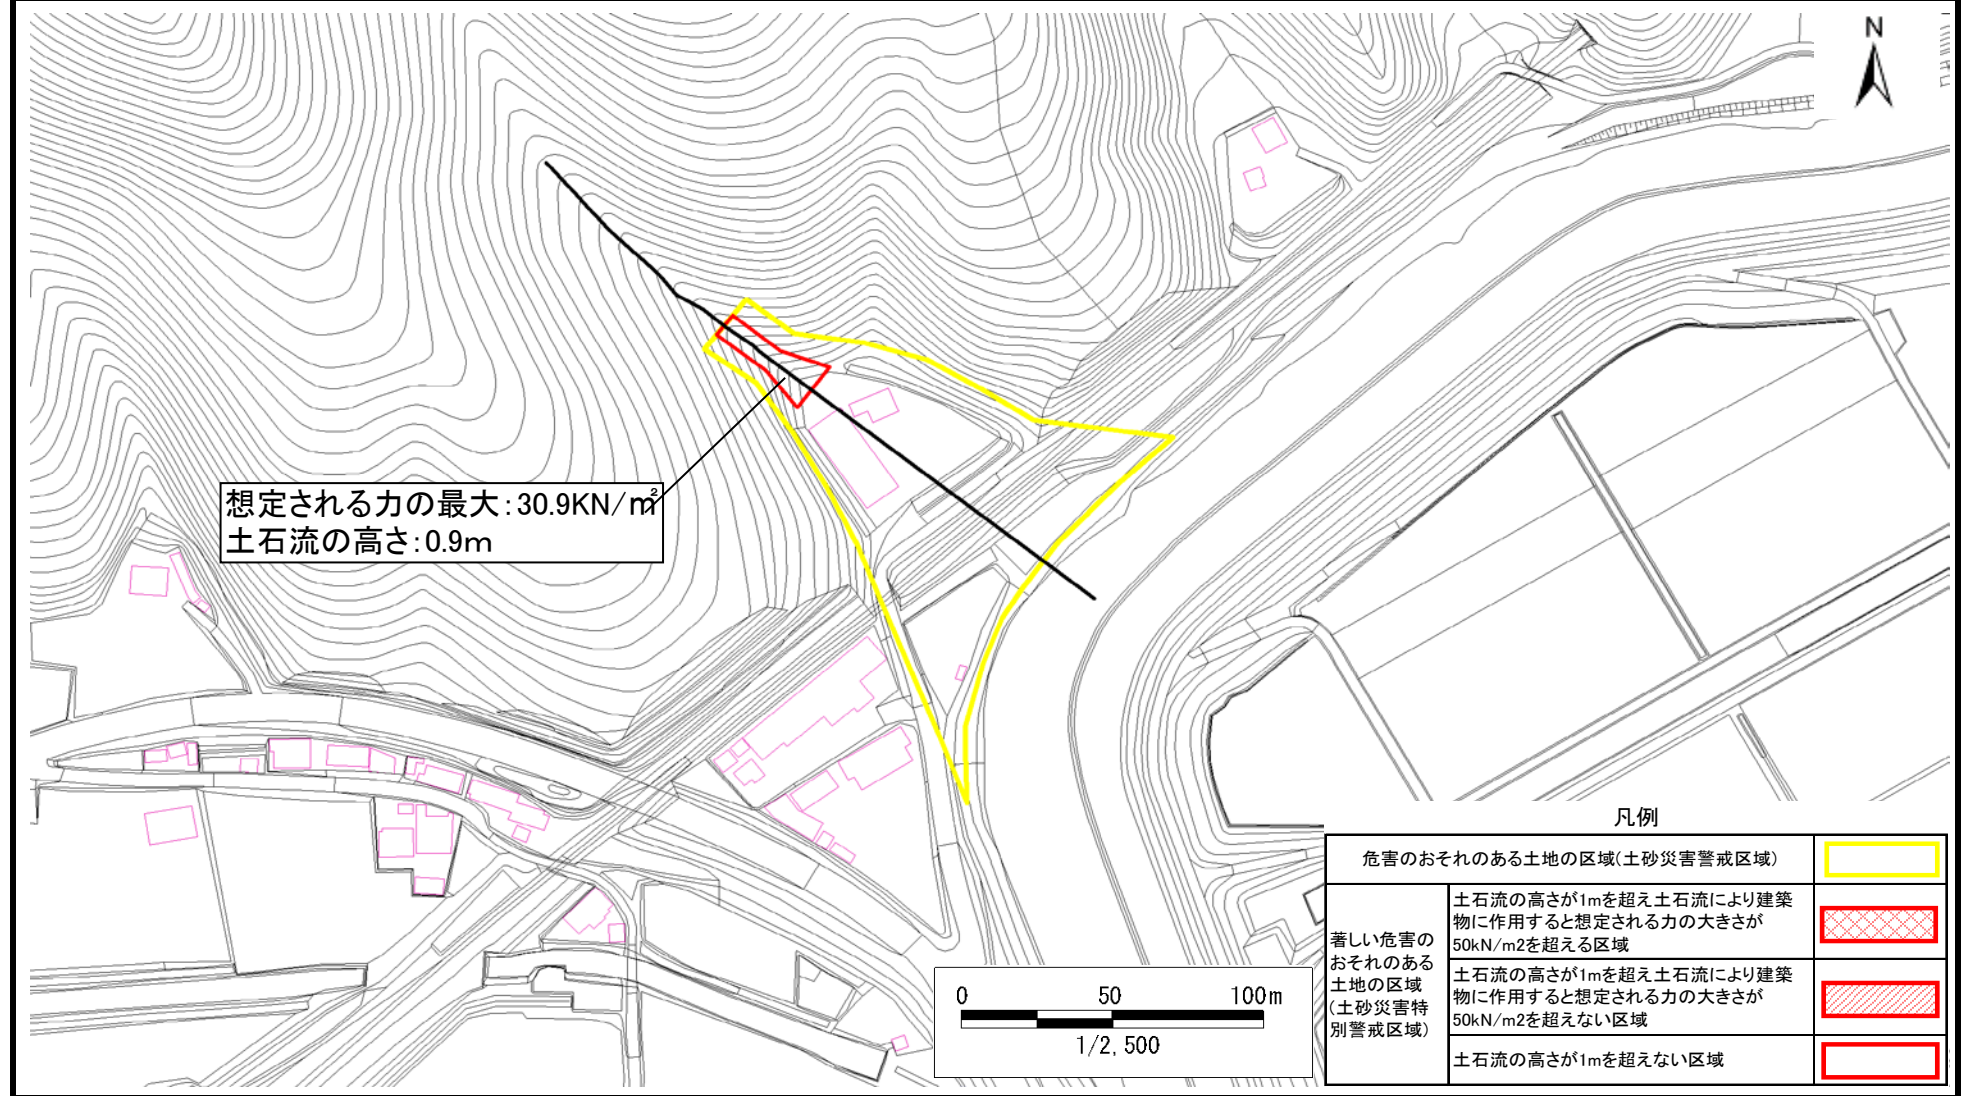 N
想定される力の最大：30.9KN/㎡
土石流の高さ：0.9m
凡例
危害のおそれのある土地の区域（土砂災害警戒区域）
著しい危害の
おそれのある
土地の区域
（土砂災害特
別警戒区域）
土石流の高さが1mを超え土石流により建築
物に作用すると想定される力の大きさが
50kN/m2を超える区域
土石流の高さが1mを超え土石流により建築
物に作用すると想定される力の大きさが
50kN/m2を超えない区域
土石流の高さが1mを超えない区域
0 50 100m
1/2,500